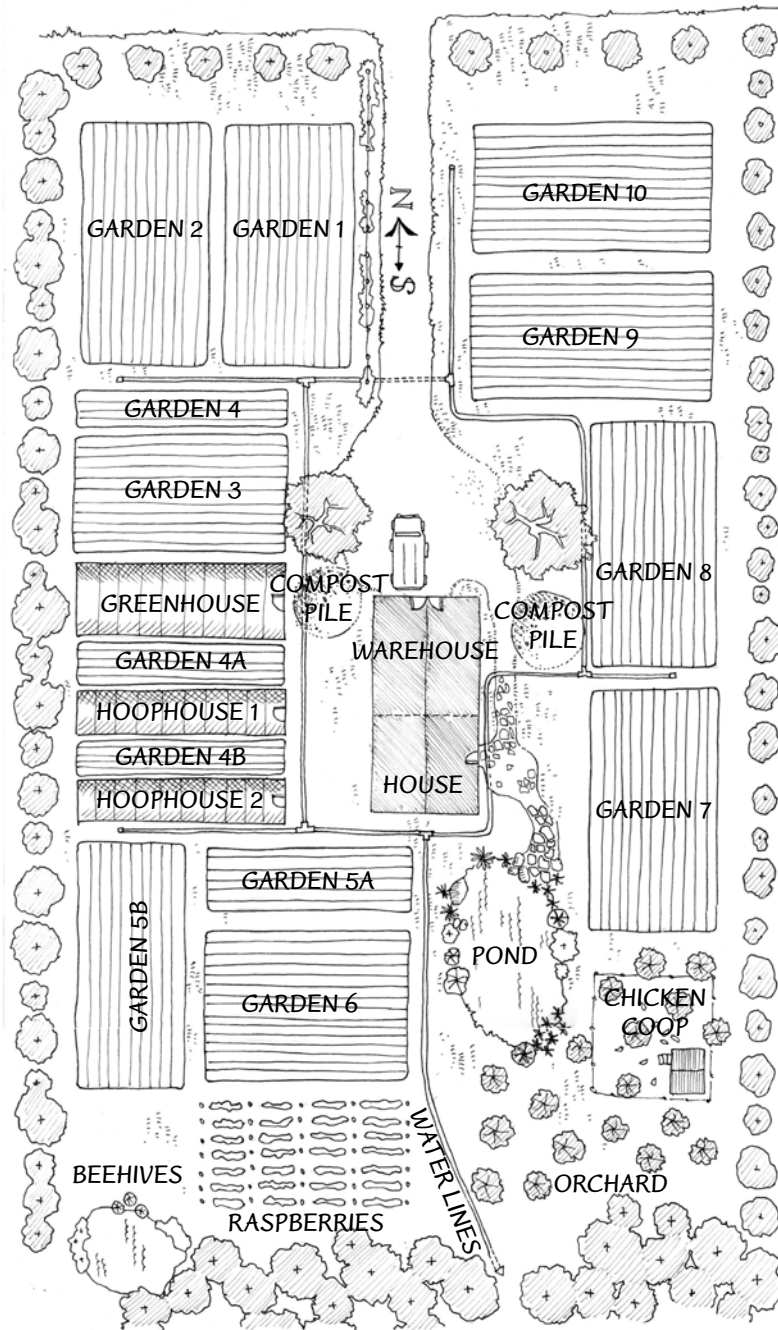 GARDEN 2
GARDEN 1
N
S
GARDEN 10
GARDEN 9
GARDEN 4
GARDEN 3
GREENHOUSE
COMPOST
PILE
GARDEN 8
COMPOST
PILE
WAREHOUSE
GARDEN 4A
HOOPHOUSE 1
GARDEN 4B
HOOPHOUSE 2
HOUSE
GARDEN 7
GARDEN 5A
GARDEN 5B
GARDEN 6
POND
CHICKEN
COOP
WATER LINES
BEEHIVES
RASPBERRIES
ORCHARD